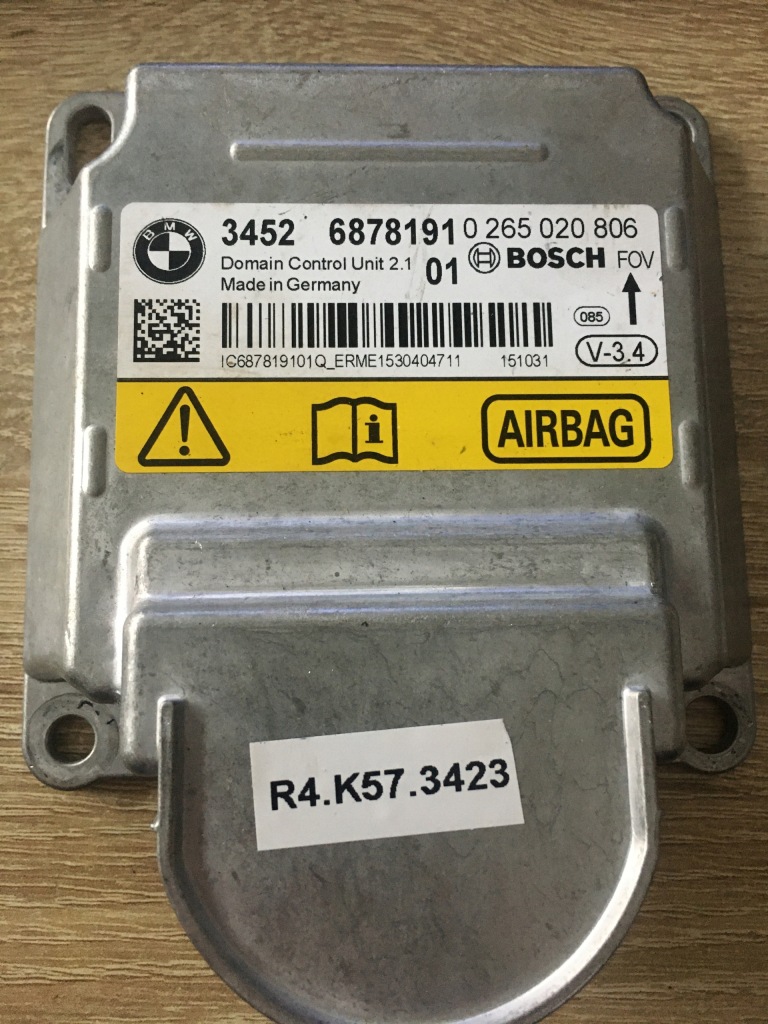 BMW
3452 6878191 0 265 020 806
Domain Control Unit 2.1 01 BOSCH FOV
Made in Germany
085
V-3.4
IC687819101Q_ERME1530404711 151031
i
AIRBAG
R4.K57.3423